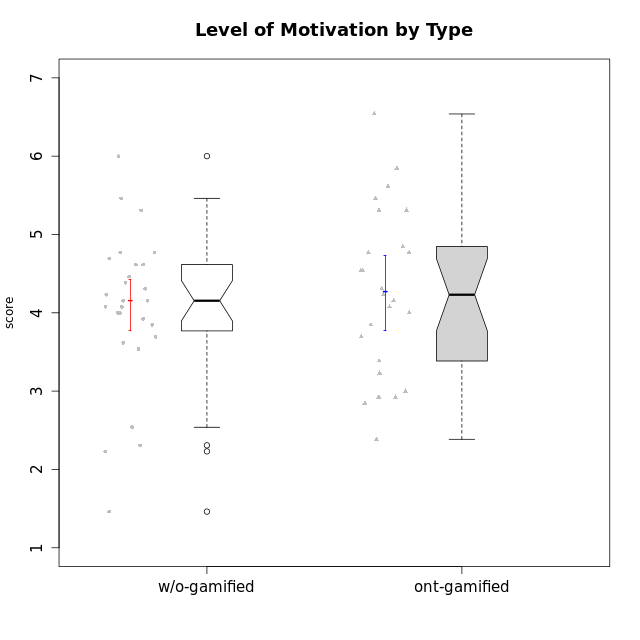 Level of Motivation by Type
7
6
5
4
3
2
1
score
w/o-gamified
ont-gamified